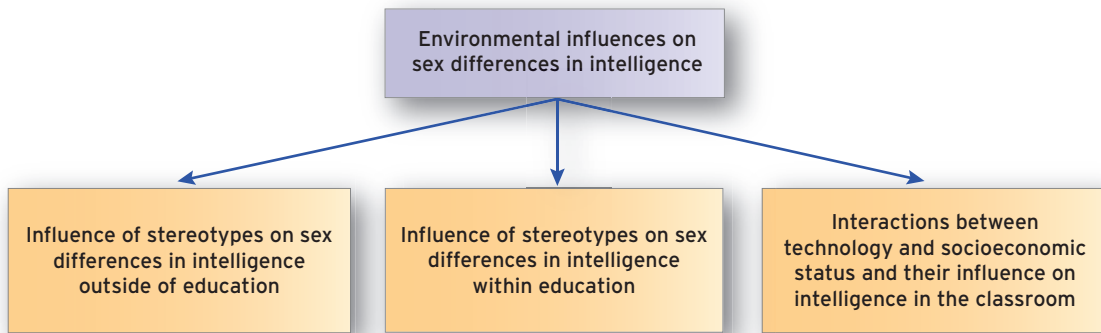 Environmental influences on
sex differences in intelligence
Influence of stereotypes on sex
differences in intelligence
outside of education
Influence of stereotypes on sex
differences in intelligence
within education
Interactions between
technology and socioeconomic
status and their influence on
intelligence in the classroom